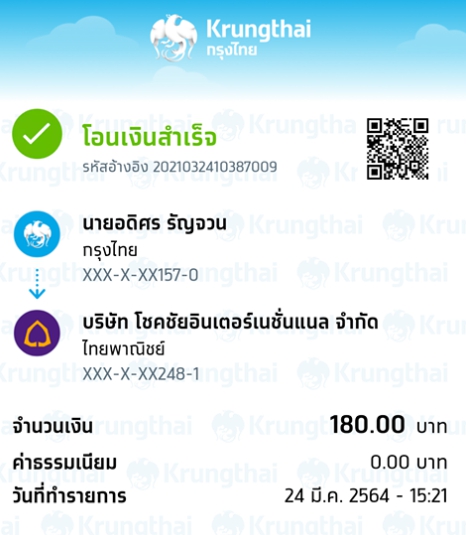 Krungthai
กรุงไทย
โอนเงินสำเร็จ
รหัสอ้างอิง 2021032410387009
นายอดิศร รัญจวน
กรุงไทย
XXX-X-XX157-0
บริษัท โชคชัยอินเตอร์เนชั่นแนล จำกัด
ไทยพาณิชย์
XXX-X-XX248-1
จำนวนเงิน 180.00 บาท
ค่าธรรมเนียม 0.00 บาท
วันที่ทำรายการ 24 มี.ค. 2564 - 15:21